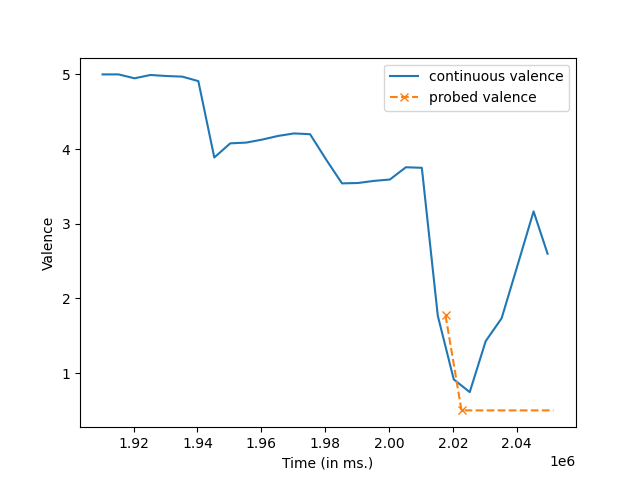 continuous valence
probed valence
Valence
5
4
3
2
1
1.92 1.94 1.96 1.98 2.00 2.02 2.04
1e6
Time (in ms.)